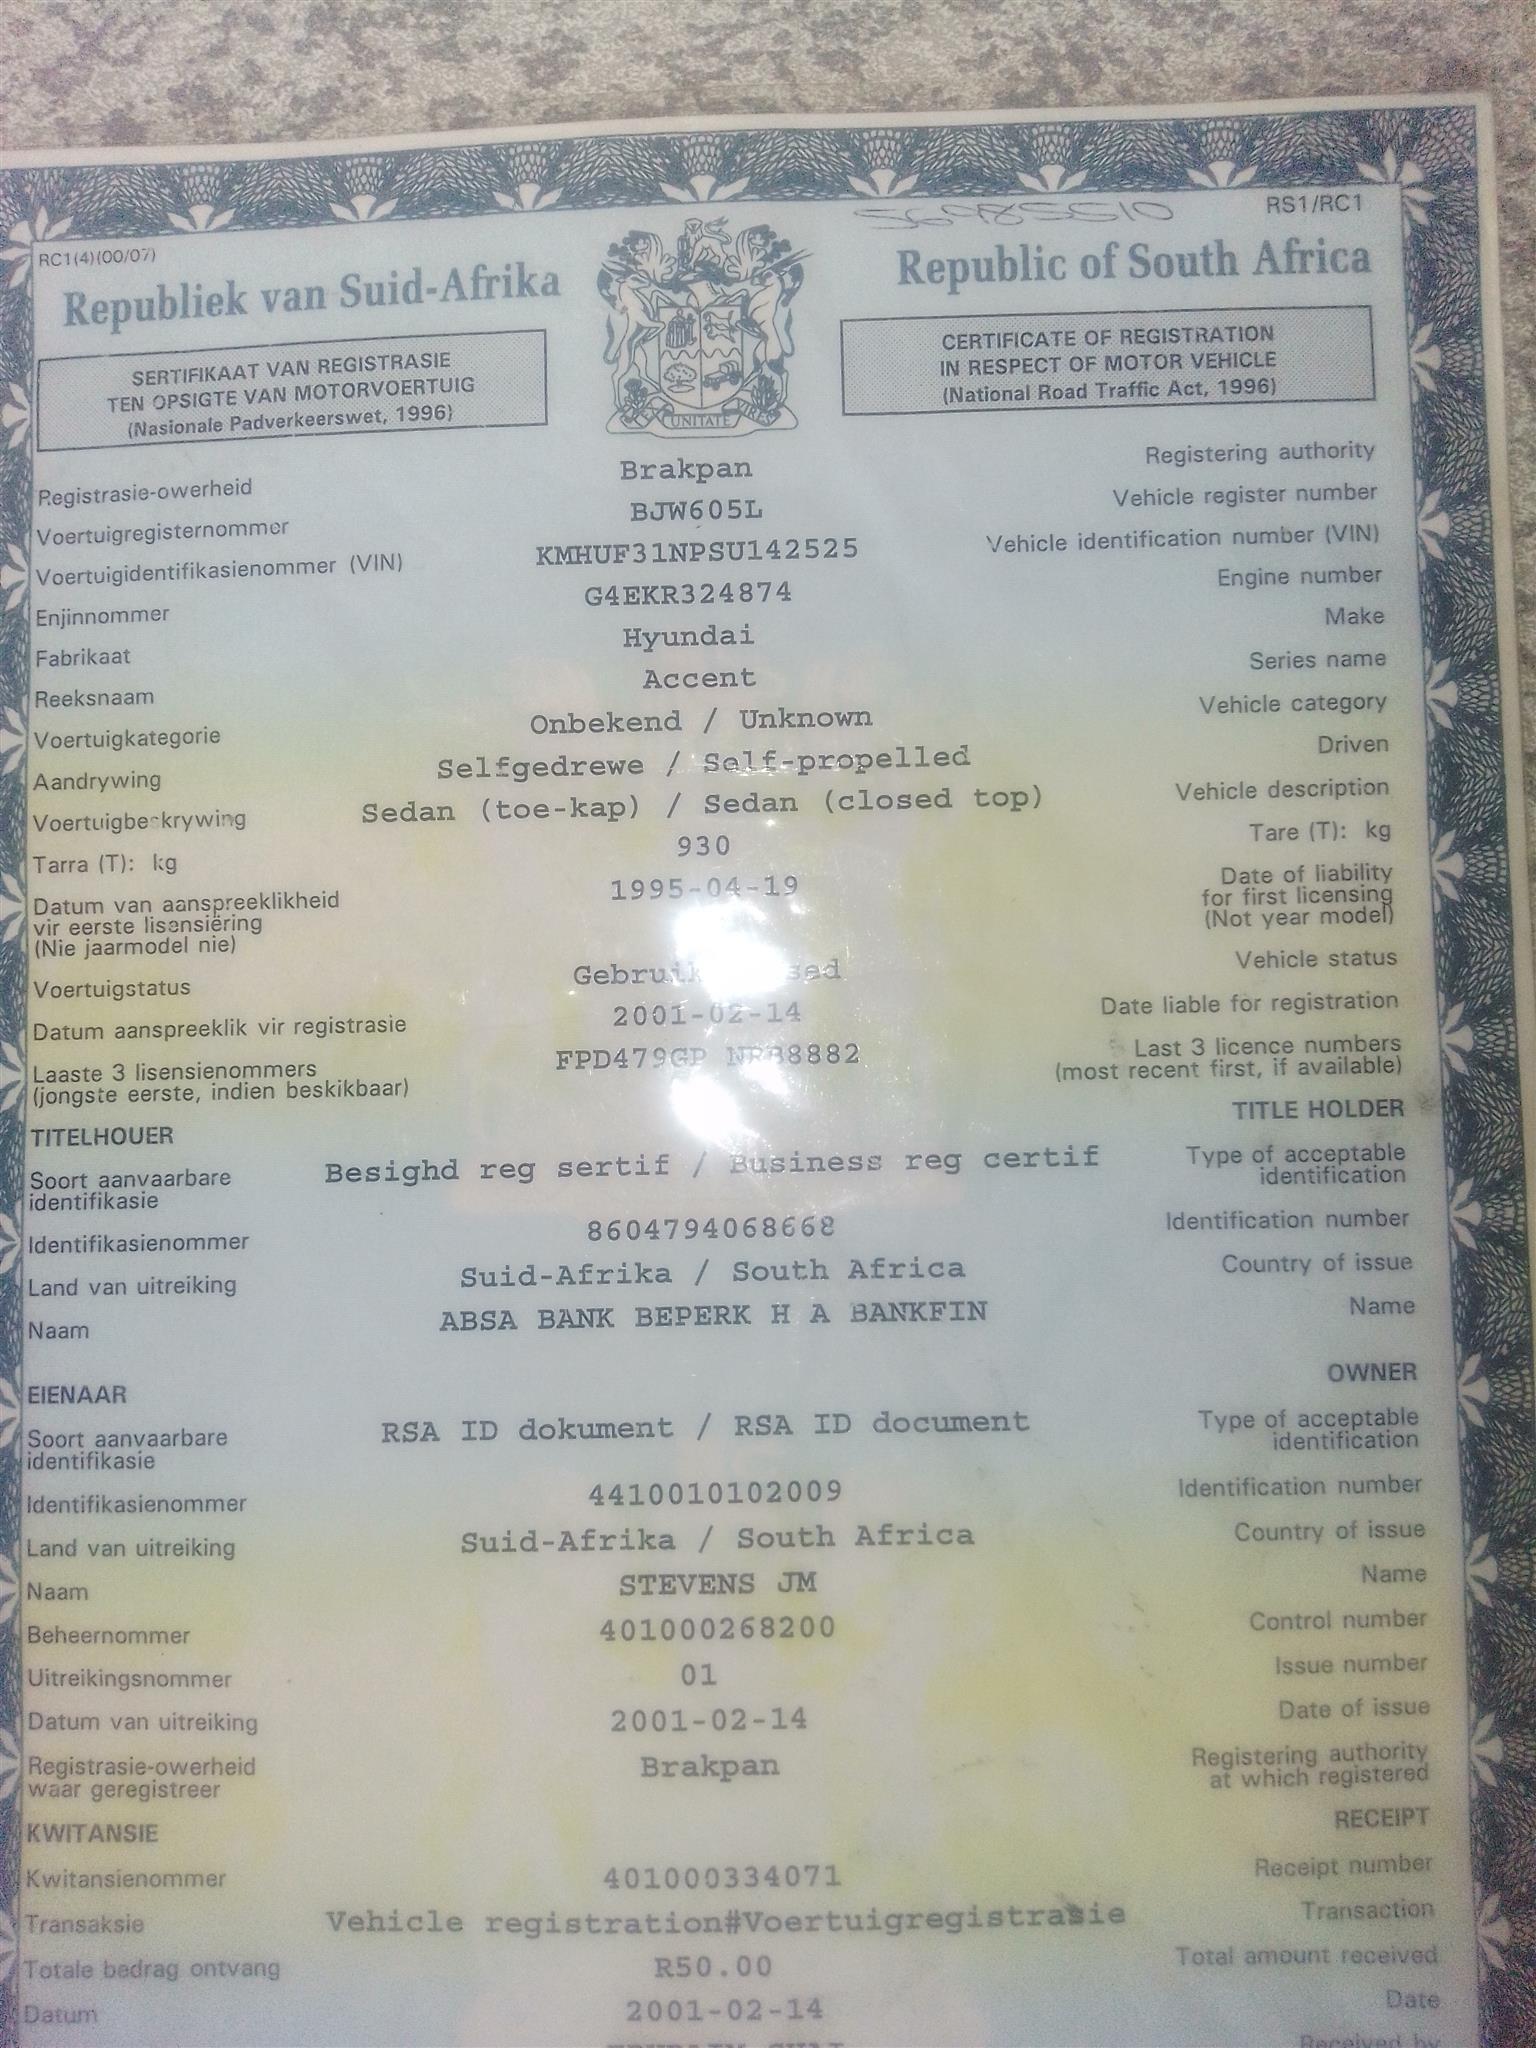 56985510
RS1/RC1
RC1(4)(00/07)
Republiek van Suid-Afrika
Republic of South Africa
SERTIFIKAAT VAN REGISTRASIE
TEN OPSIGTE VAN MOTORVOERTUIG
(Nasionale Padverkeerswet, 1996)
CERTIFICATE OF REGISTRATION
IN RESPECT OF MOTOR VEHICLE
(National Road Traffic Act, 1996)
UNITATE
Registrasie-owerheid Brakpan Registering authority
Voertuigregisternommer BJW605L Vehicle register number
Voertuigidentifikasienommer (VIN) KMHUF31NPSU142525 Vehicle identification number (VIN)
Enjinnommer G4EKR324874 Engine number
Fabrikaat Hyundai Make
Reeksnaam Accent Series name
Voertuigkategorie Onbekend / Unknown Vehicle category
Aandrywing Selfgedrewe / Self-propelled Driven
Voertuigbeskrywing Sedan (toe-kap) / Sedan (closed top) Vehicle description
Tarra (T): kg 930 Tare (T): kg
Datum van aanspreeklikheid 1995-04-19 Date of liability
vir eerste lisensiëring for first licensing
(Nie jaarmodel nie) (Not year model)
Voertuigstatus Vehicle status
Datum aanspreeklik vir registrasie 2001-02-14 Date liable for registration
Laaste 3 lisensienommers FPD479GP Last 3 licence numbers
(jongste eerste, indien beskikbaar) (most recent first, if available)
TITELHOUER TITLE HOLDER
Soort aanvaarbare Besighd reg sertif / Business reg certif Type of acceptable
identifikasie identification
Identifikasienommer 8604794068668 Identification number
Land van uitreiking Suid-Afrika / South Africa Country of issue
Naam ABSA BANK BEPERK H A BANKFIN Name
EIENAAR OWNER
Soort aanvaarbare RSA ID dokument / RSA ID document Type of acceptable
identifikasie identification
Identifikasienommer 4410010102009 Identification number
Land van uitreiking Suid-Afrika / South Africa Country of issue
Naam STEVENS JM Name
Beheernommer 401000268200 Control number
Uitreikingsnommer 01 Issue number
Datum van uitreiking 2001-02-14 Date of issue
Registrasie-owerheid Brakpan Registering authority
waar geregistreer at which registered
KWITANSIE RECEIPT
Kwitansienommer 401000334071 Receipt number
Transaksie Vehicle registration#Voertuigregistrasie Transaction
Totale bedrag ontvang R50.00 Total amount received
Datum 2001-02-14 Date
Received by